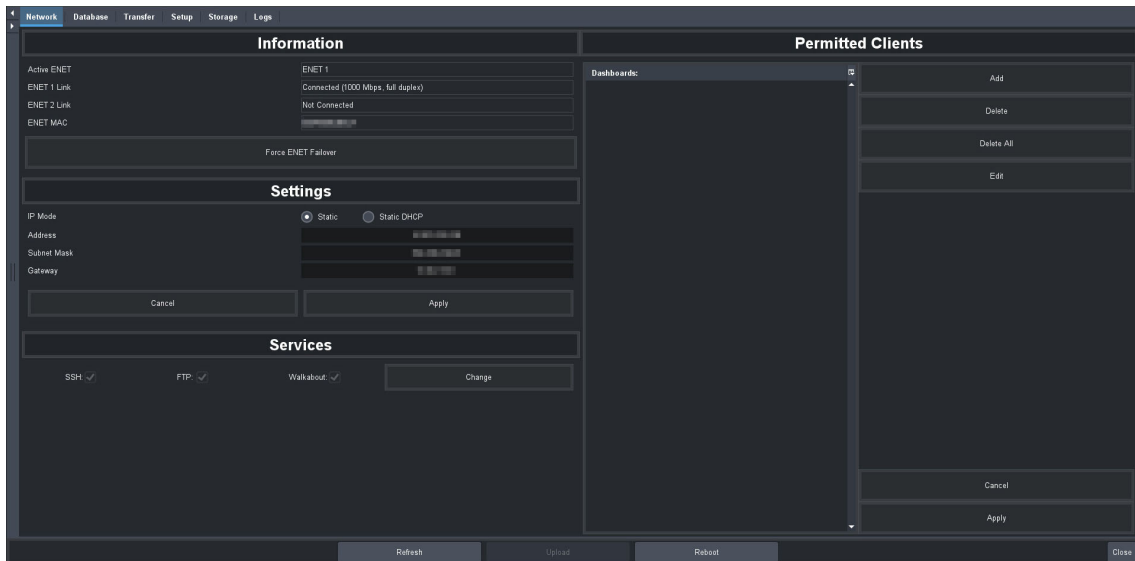 Network Database Transfer Setup Storage Logs
Information
Active ENET ENET 1
ENET 1 Link Connected (1000 Mbps, full duplex)
ENET 2 Link Not Connected
ENET MAC
Force ENET Failover
Settings
IP Mode Static Static DHCP
Address
Subnet Mask
Gateway
Cancel Apply
Services
SSH: FTP: Walkabout: Change
Permitted Clients
Dashboards:
Add
Delete
Delete All
Edit
Cancel
Apply
Refresh Upload Reboot Close